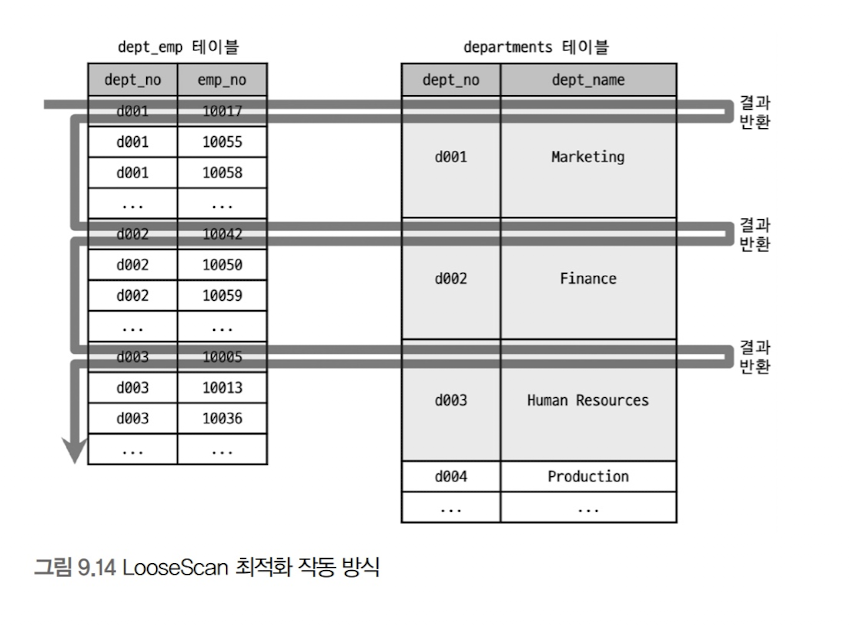 dept_emp 테이블
dept_no emp_no
d001 10017
d001 10055
d001 10058
... ...
d002 10042
d002 10050
d002 10059
... ...
d003 10005
d003 10013
d003 10036
... ...
departments 테이블
dept_no dept_name
d001 Marketing
d002 Finance
d003 Human Resources
d004 Production
... ...
결과
반환
결과
반환
결과
반환
그림 9.14 LooseScan 최적화 작동 방식